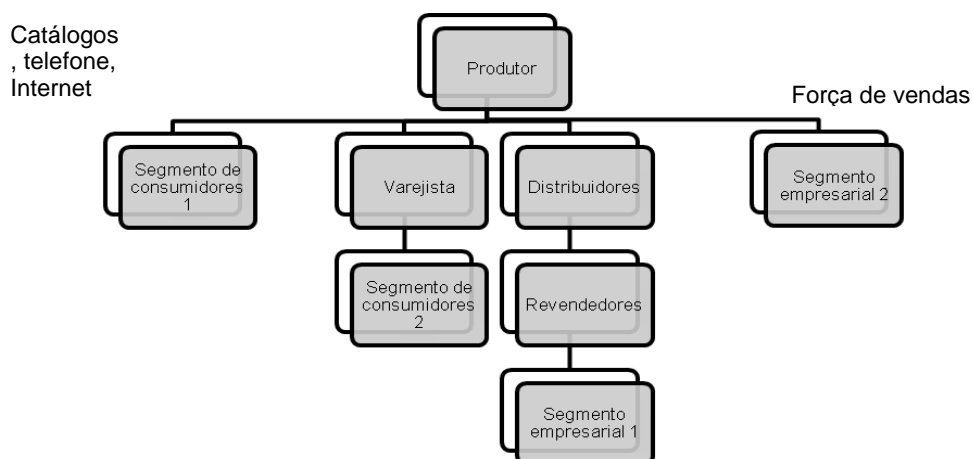 Catálogos
, telefone,
Internet
Produtor
Força de vendas
Segmento de
consumidores
1
Varejista
Distribuidores
Segmento
empresarial 2
Segmento de
consumidores
2
Revendedores
Segmento
empresarial 1